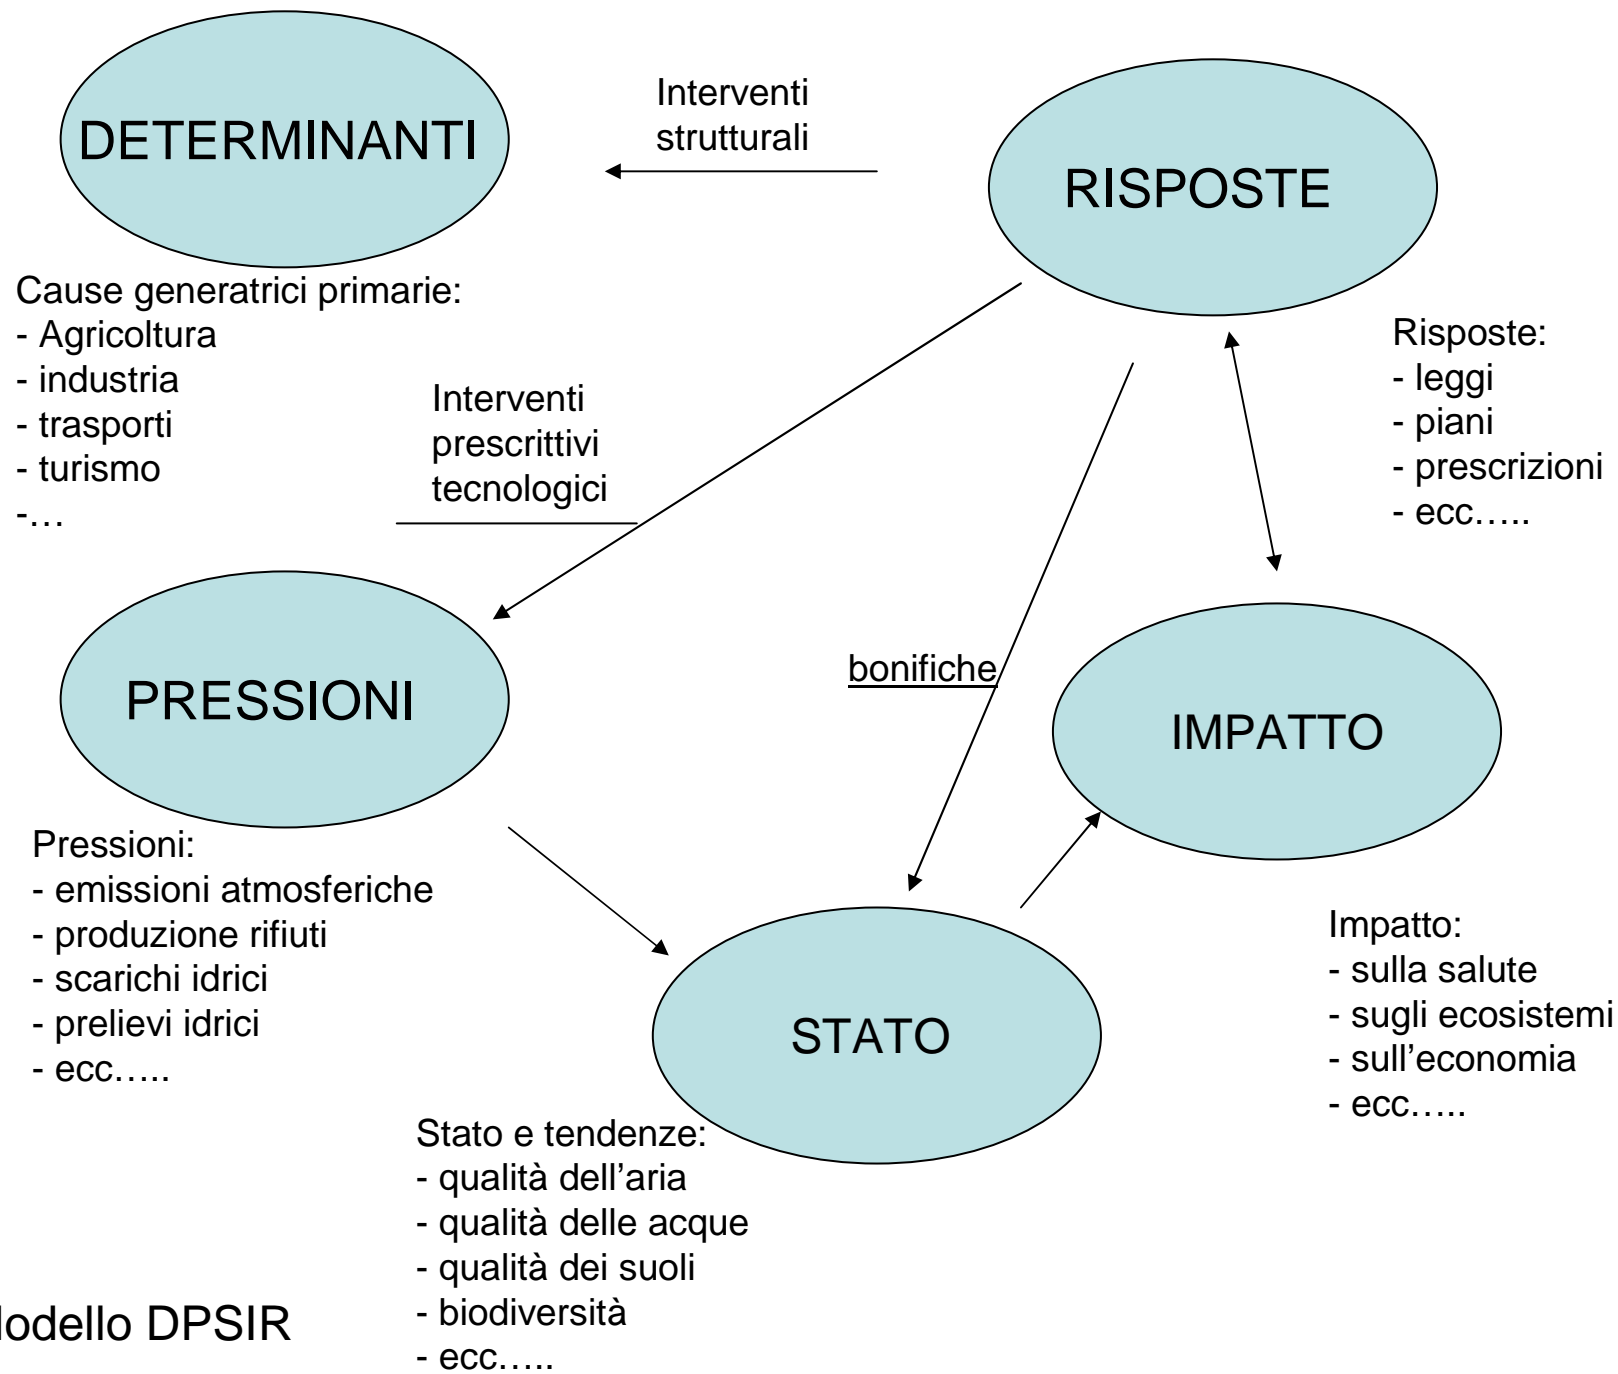 DETERMINANTI
Interventi
strutturali
RISPOSTE
Cause generatrici primarie:
- Agricoltura
- industria
- trasporti
- turismo
-…
Interventi
prescrittivi
tecnologici
Risposte:
- leggi
- piani
- prescrizioni
- ecc…..
PRESSIONI
bonifiche
IMPATTO
Pressioni:
- emissioni atmosferiche
- produzione rifiuti
- scarichi idrici
- prelievi idrici
- ecc…..
STATO
Impatto:
- sulla salute
- sugli ecosistemi
- sull’economia
- ecc…..
Stato e tendenze:
- qualità dell’aria
- qualità delle acque
- qualità dei suoli
- biodiversità
- ecc…..
odello DPSIR